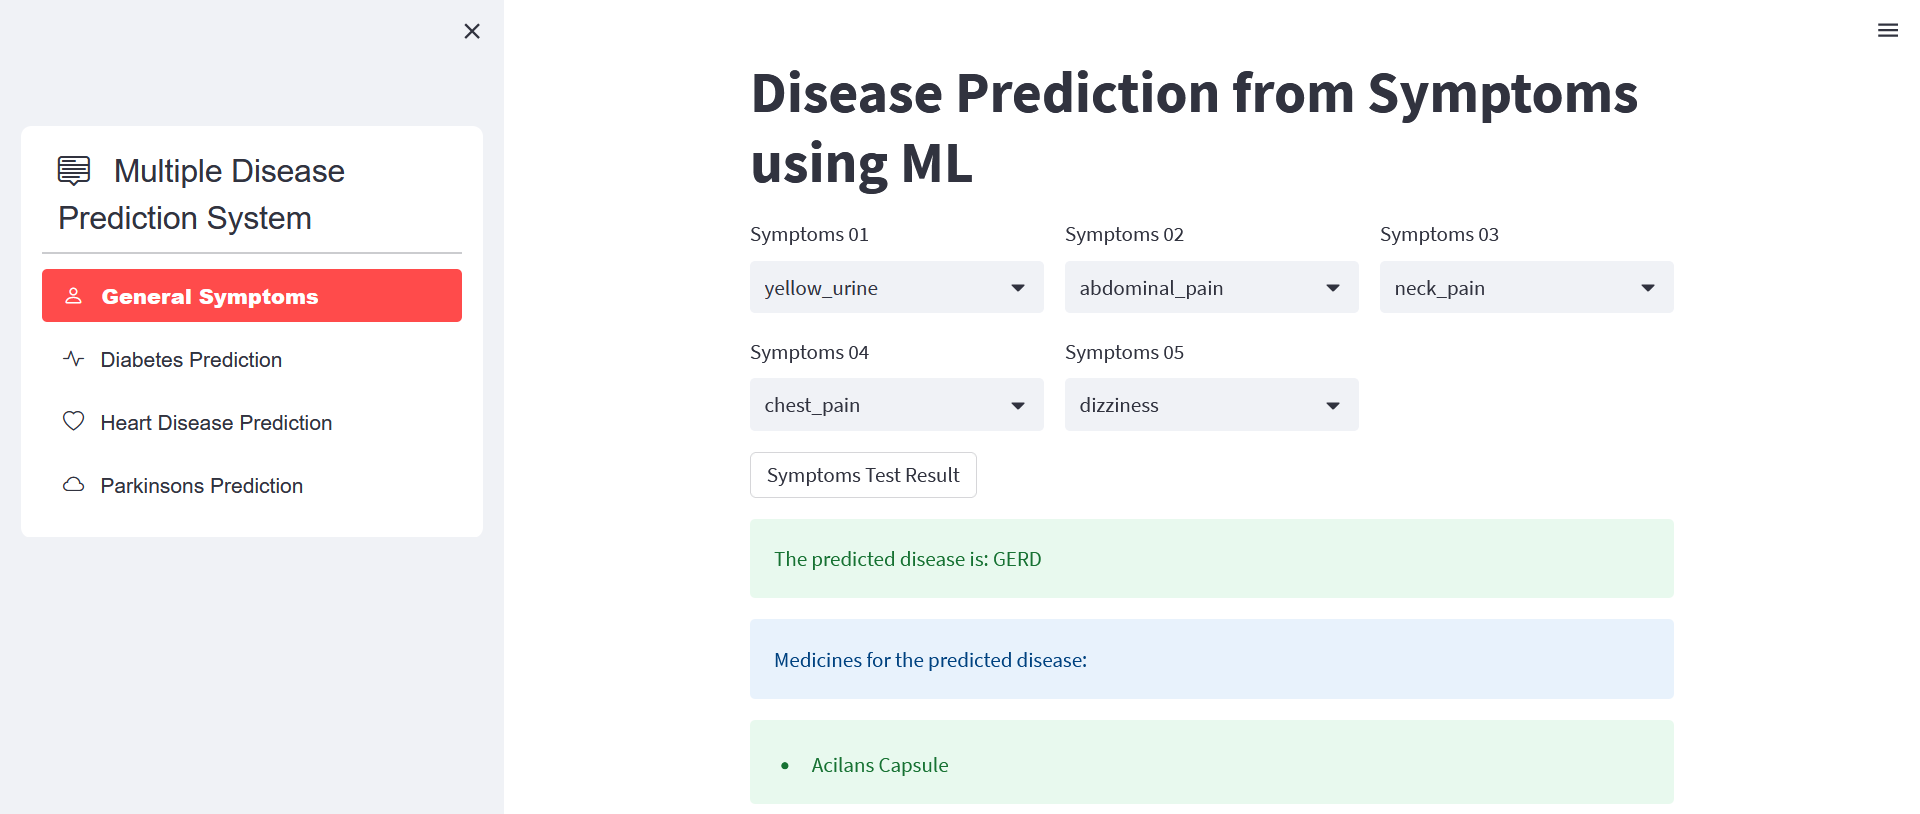 Multiple Disease
Prediction System
General Symptoms
Diabetes Prediction
Heart Disease Prediction
Parkinsons Prediction
Disease Prediction from Symptoms
using ML
Symptoms 01
Symptoms 02
Symptoms 03
yellow_urine
abdominal_pain
neck_pain
Symptoms 04
Symptoms 05
chest_pain
dizziness
Symptoms Test Result
The predicted disease is: GERD
Medicines for the predicted disease:
• Acilans Capsule